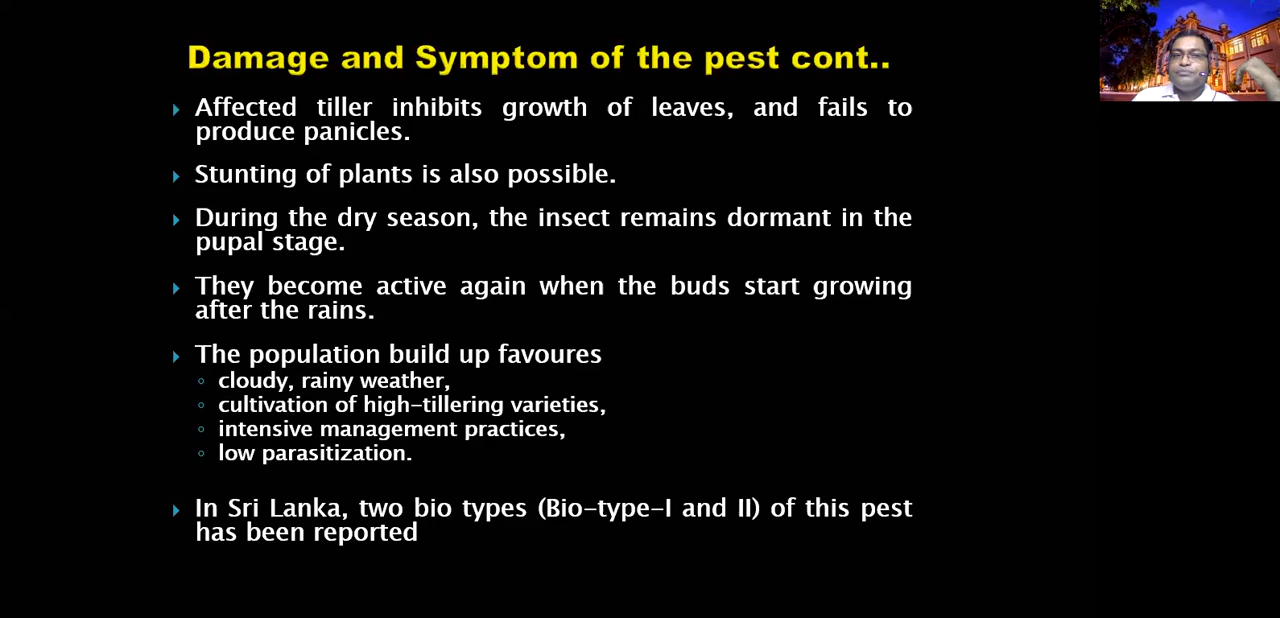 Damage and Symptom of the pest cont..
Affected tiller inhibits growth of leaves, and fails to
produce panicles.
Stunting of plants is also possible.
During the dry season, the insect remains dormant in the
pupal stage.
They become active again when the buds start growing
after the rains.
The population build up favoures
cloudy, rainy weather,
cultivation of high-tillering varieties,
intensive management practices,
low parasitization.
In Sri Lanka, two bio types (Bio-type-I and II) of this pest
has been reported